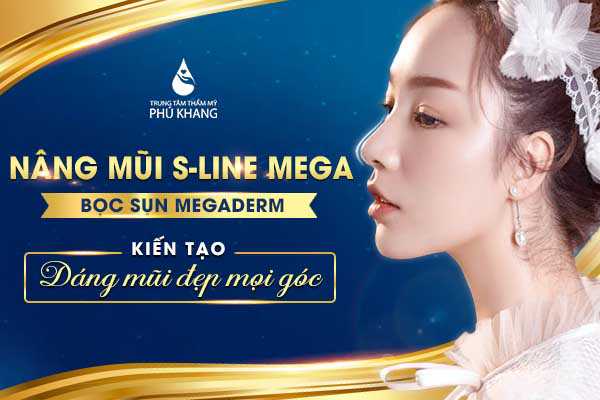 TRUNG TÂM THẨM MỸ
PHÚ KHANG
NÂNG MŨI S-LINE MEGA
BỌC SỤN MEGADERM
KIẾN TẠO
Dáng mũi đẹp mọi góc